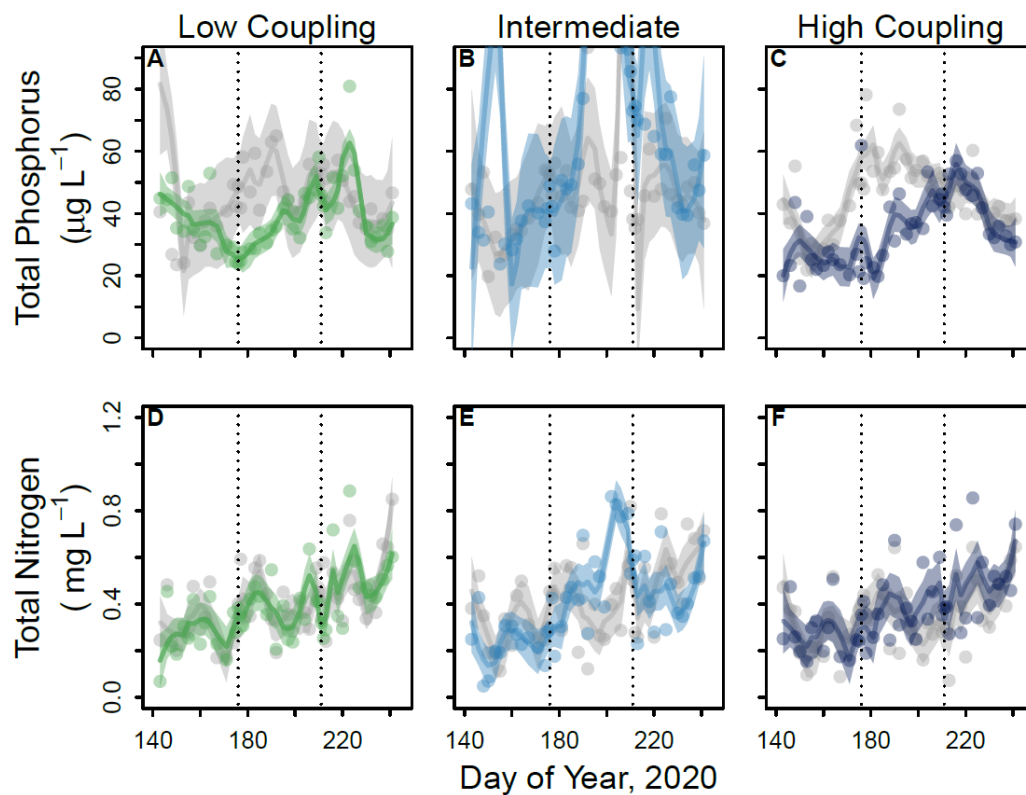 Low Coupling
Intermediate
High Coupling
Total Phosphorus
(µg L⁻¹)
A
B
C
80
60
40
20
0
Total Nitrogen
( mg L⁻¹)
D
E
F
1.2
0.8
0.4
0.0
140 180 220
140 180 220
140 180 220
Day of Year, 2020